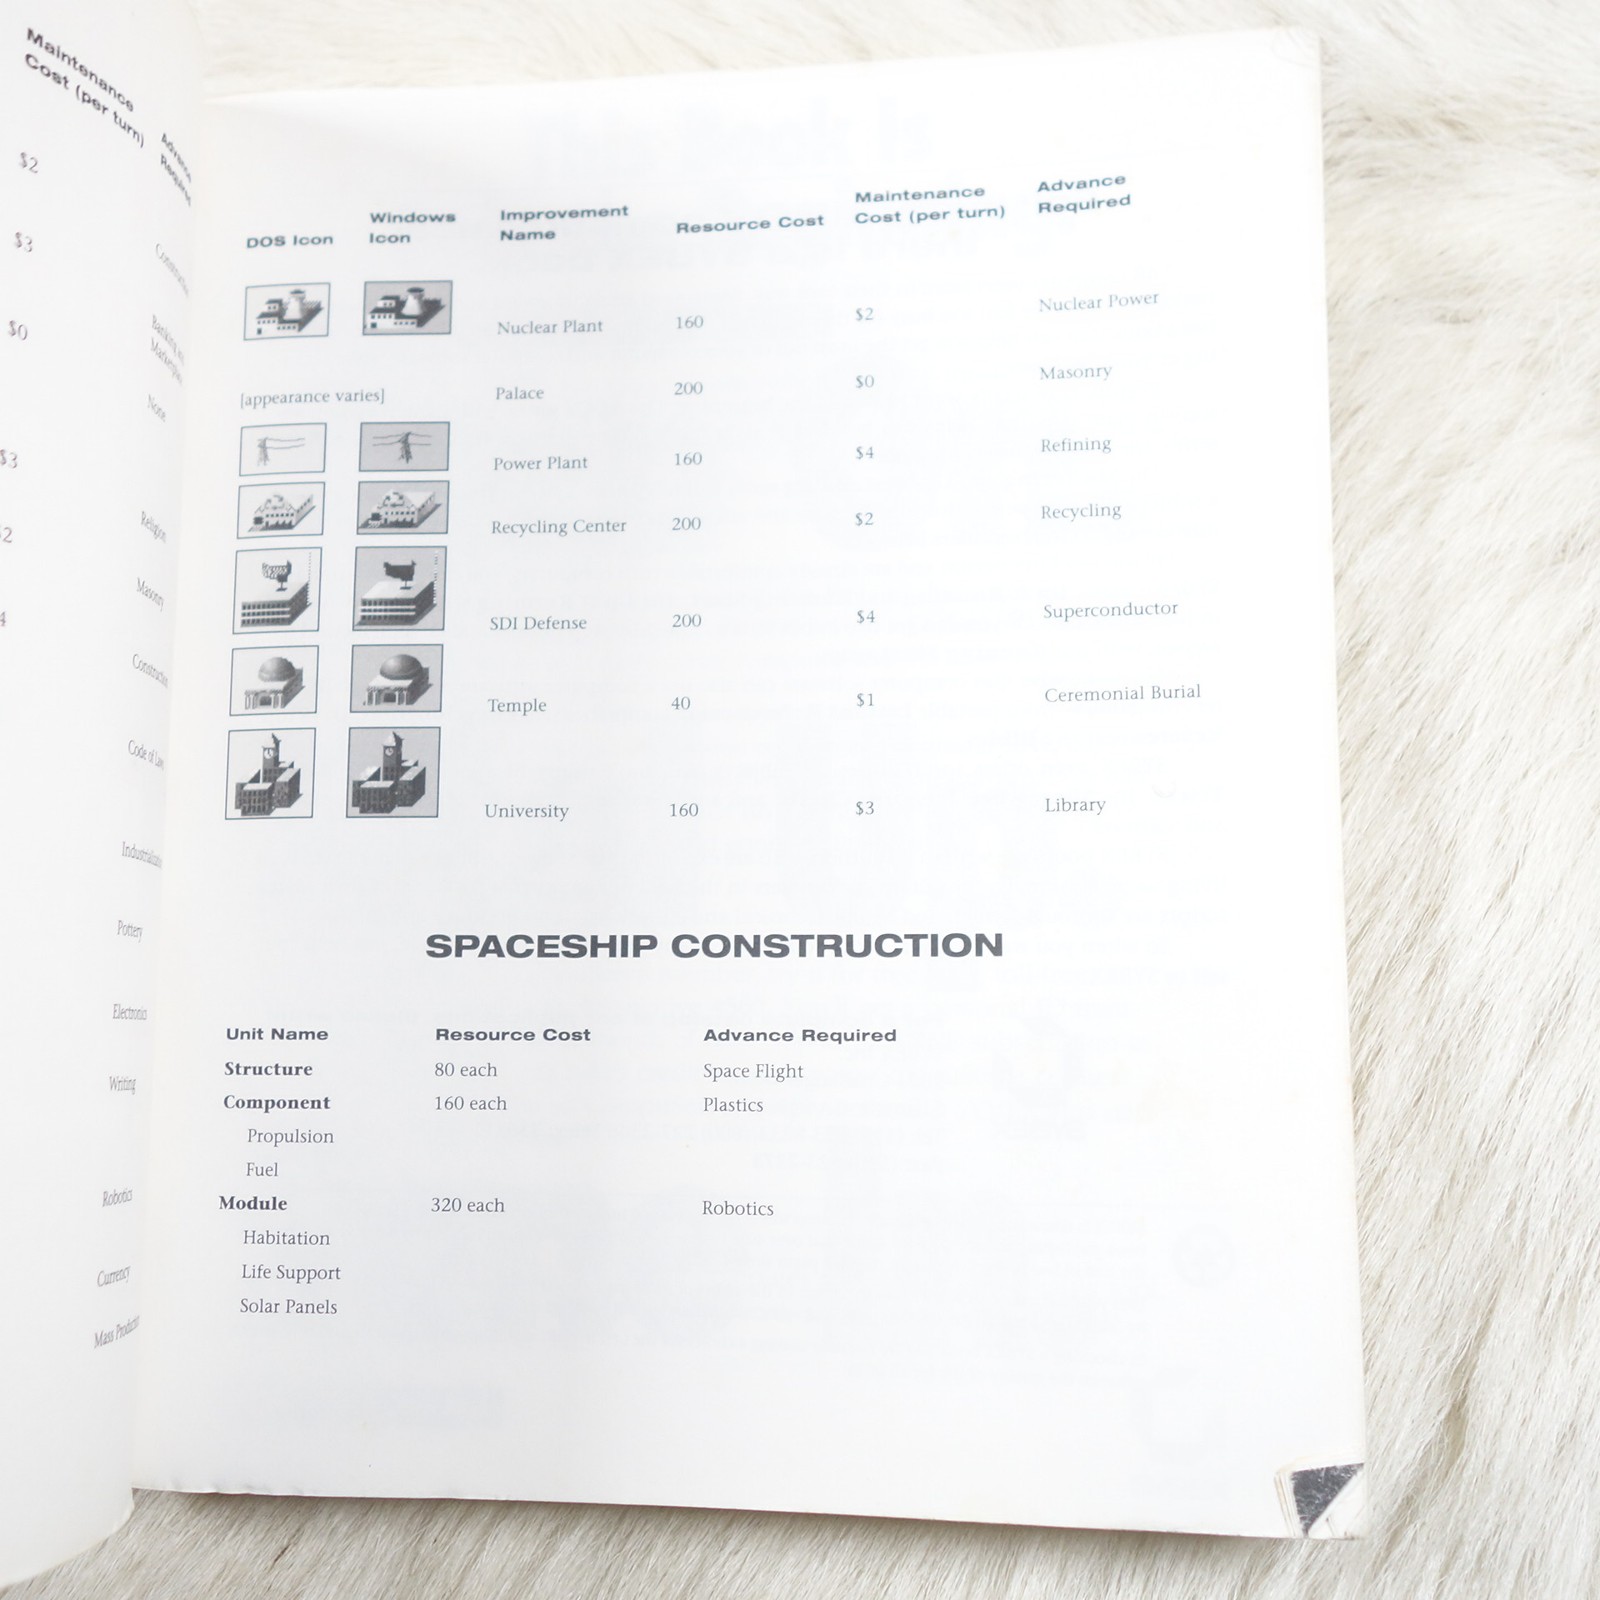 Maintenance
Cost (per turn)
Advance
Required
$2
$3
$0
$3
Banking and
None
Religion
Masonry
Construction
Code of Law
Pottery
Electronics
Writing
Robotics
Currency
Mass Production
DOS Icon
Windows
Icon
Improvement
Name
Resource Cost
Maintenance
Cost (per turn)
Advance
Required
Nuclear Plant 160 $2 Nuclear Power
[appearance varies] Palace 200 $0 Masonry
Power Plant 160 $4 Refining
Recycling Center 200 $2 Recycling
SDI Defense 200 $4 Superconductor
Temple 40 $1 Ceremonial Burial
University 160 $3 Library
SPACESHIP CONSTRUCTION
Unit Name Resource Cost Advance Required
Structure 80 each Space Flight
Component 160 each Plastics
Propulsion
Fuel
Module 320 each Robotics
Habitation
Life Support
Solar Panels